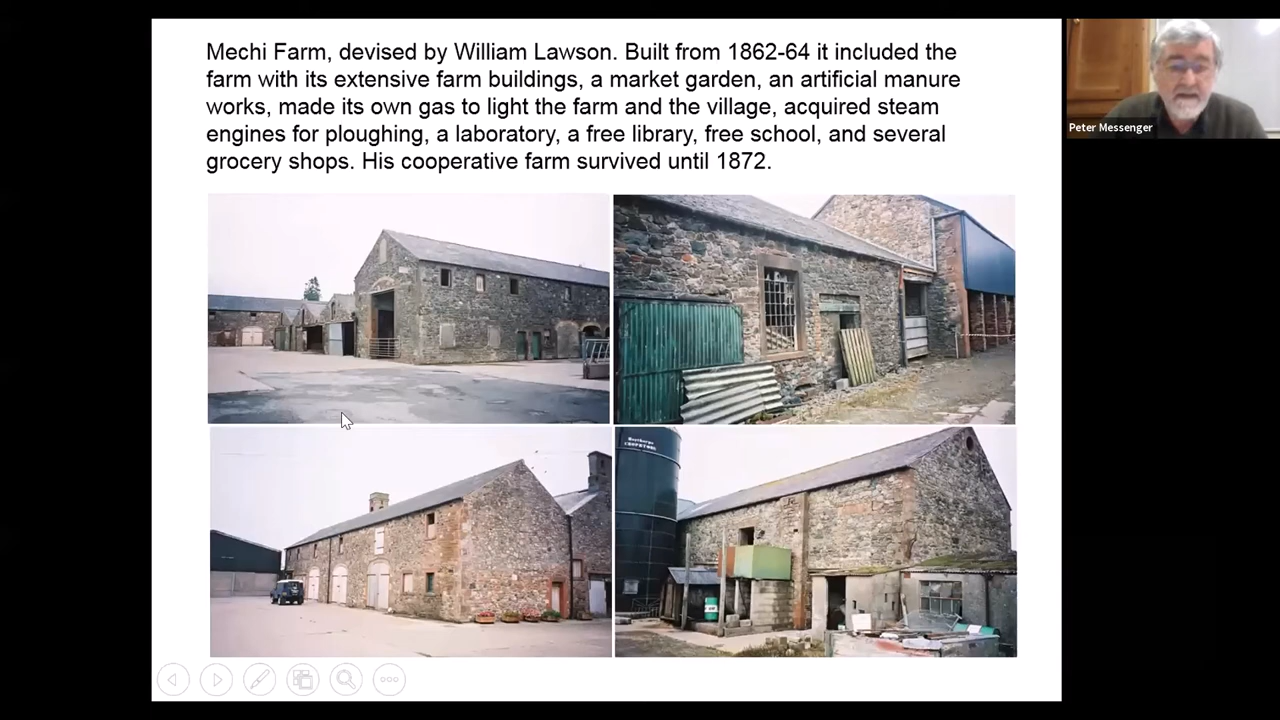 Mechi Farm, devised by William Lawson. Built from 1862-64 it included the
farm with its extensive farm buildings, a market garden, an artificial manure
works, made its own gas to light the farm and the village, acquired steam
engines for ploughing, a laboratory, a free library, free school, and several
grocery shops. His cooperative farm survived until 1872.
Peter Messenger